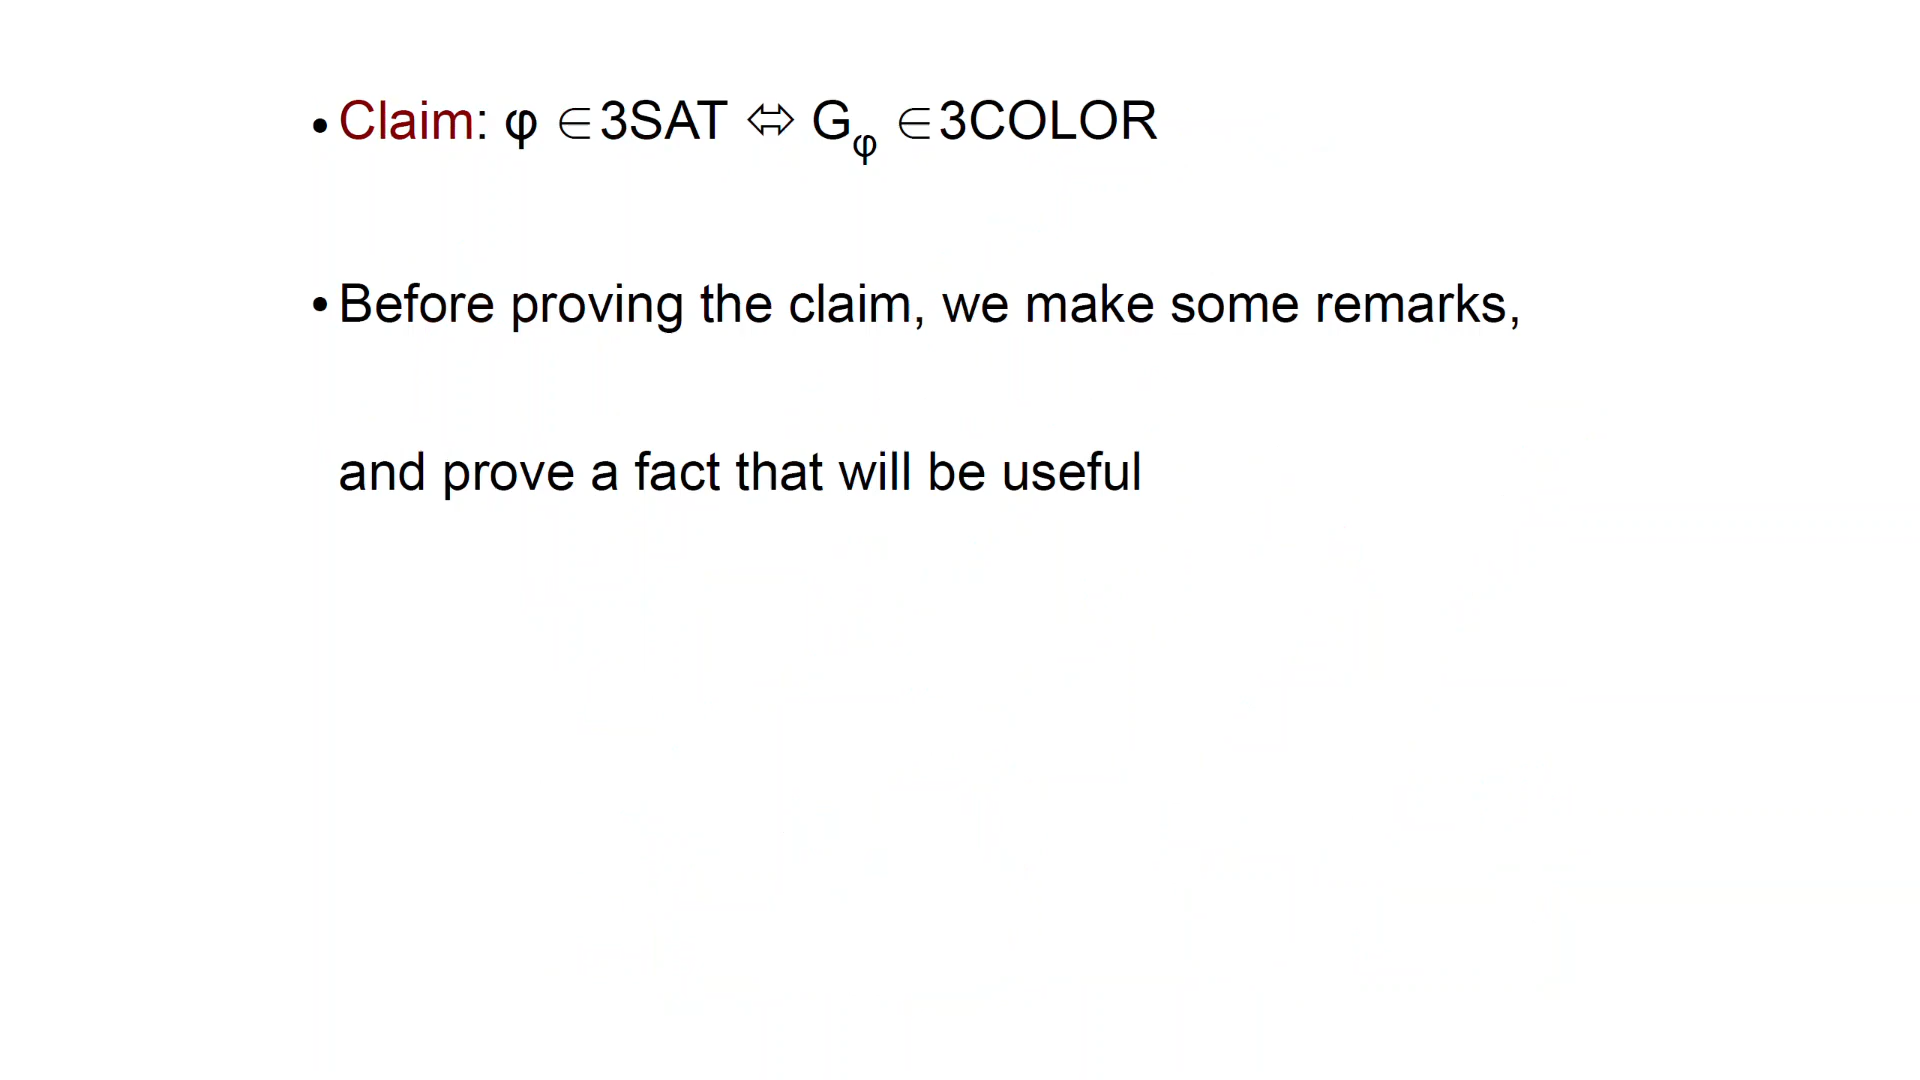 • Claim: φ ∈ 3SAT ⇔ Gφ ∈ 3COLOR
• Before proving the claim, we make some remarks,
and prove a fact that will be useful